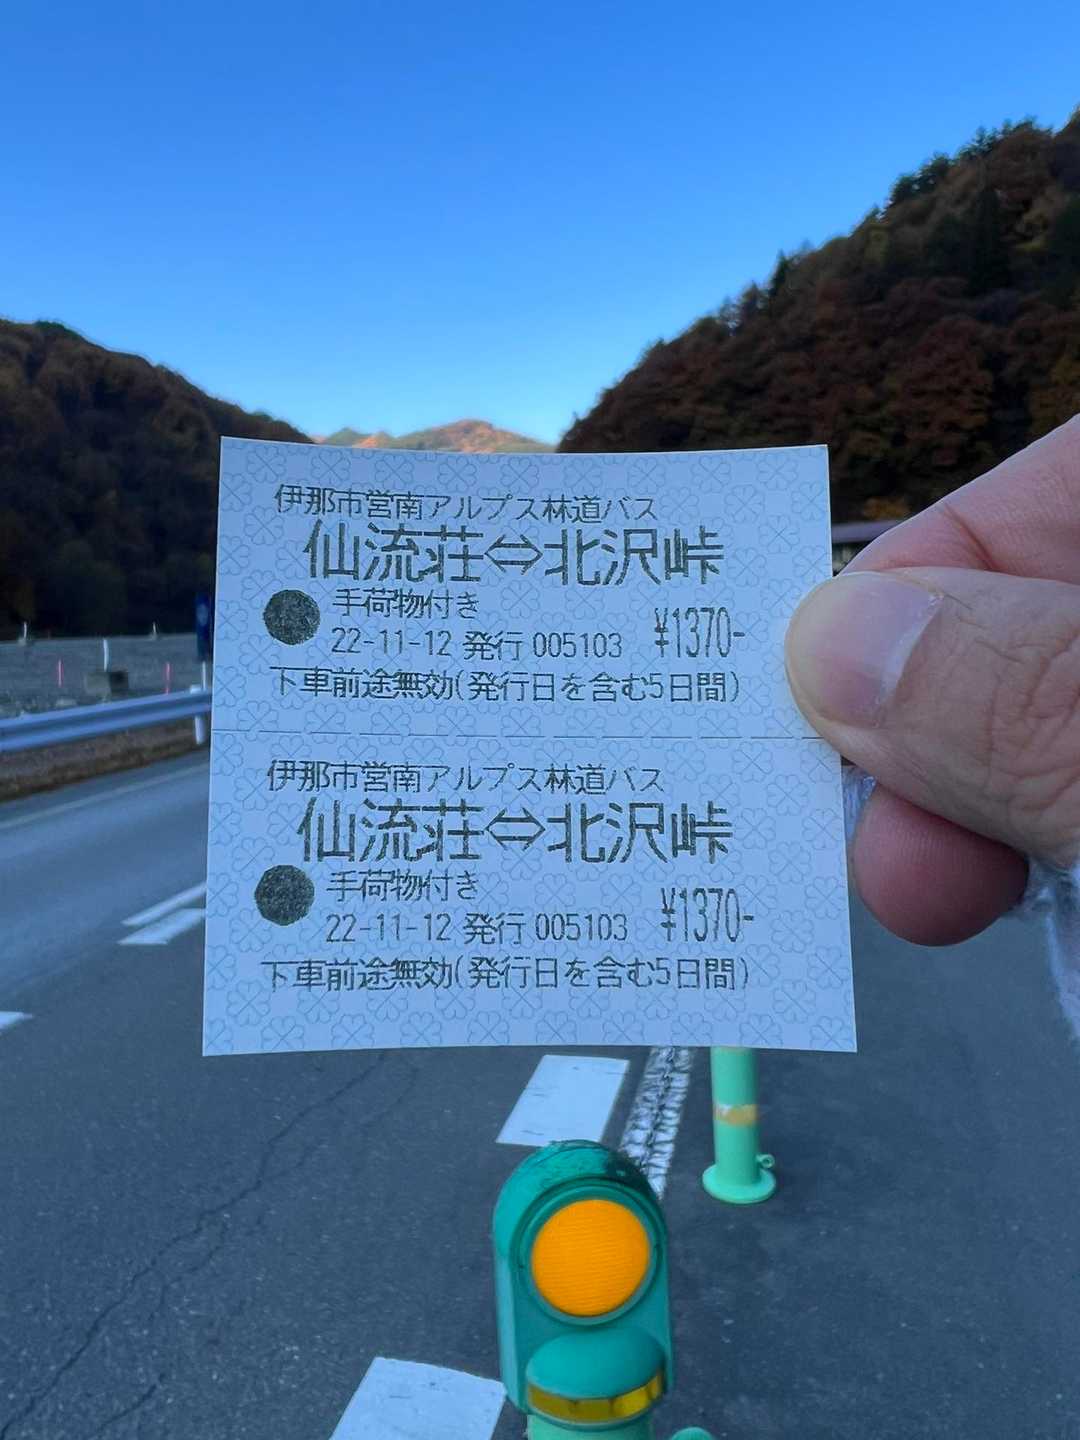 伊那市営南アルプス林道バス
仙流荘⇔北沢峠
手荷物付き
22-11-12 発行 005103 ¥1370-
下車前途無効(発行日を含む5日間)
伊那市営南アルプス林道バス
仙流荘⇔北沢峠
手荷物付き
22-11-12 発行 005103 ¥1370-
下車前途無効(発行日を含む5日間)